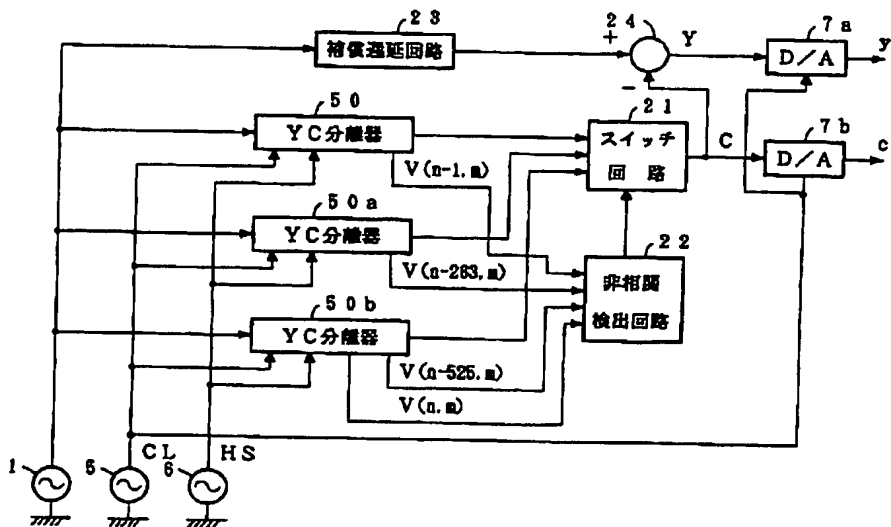 23
補償遅延回路
+
24
Y
7a
D/A
y
−
50
YC分離器
V(n-1.m)
21
スイッチ
回路
C
7b
D/A
c
50a
YC分離器
V(n-263.m)
22
非相関
検出回路
50b
YC分離器
V(n-525.m)
V(n.m)
1
5
CL
6
HS